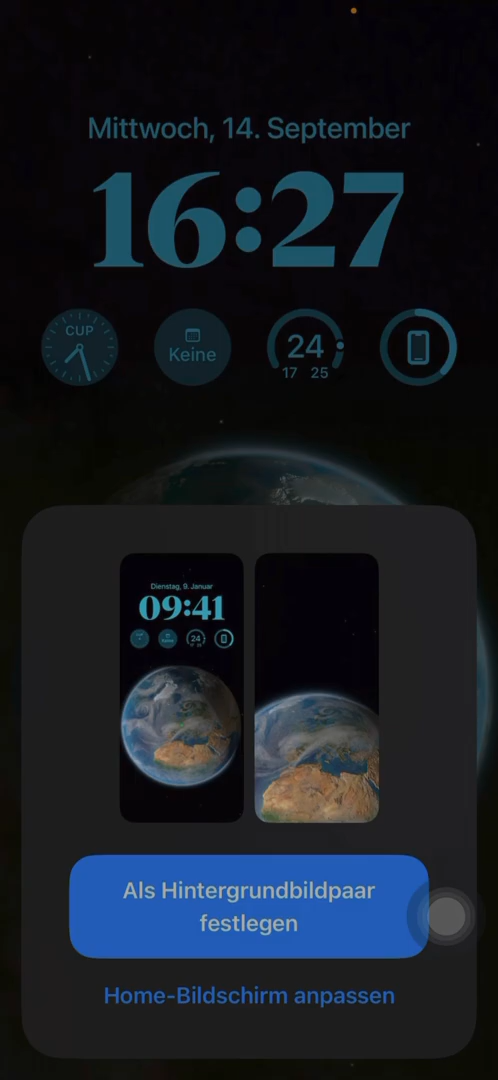 Mittwoch, 14. September
16:27
CUP
Keine
24
17 25
Dienstag, 9. Januar
09:41
Keine
24
Als Hintergrundbildpaar
festlegen
Home-Bildschirm anpassen